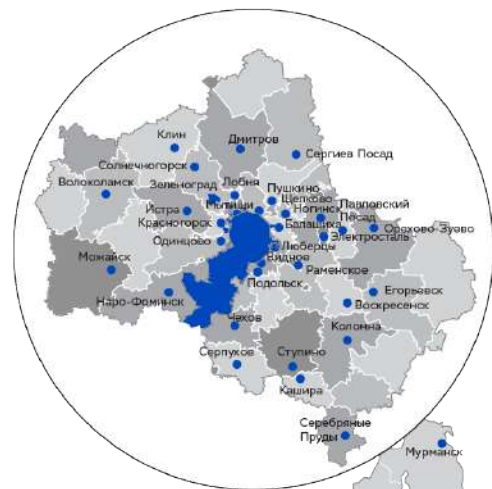 Клин
Дмитров
Сергиев Посад
Солнечногорск
Волоколамск
Зеленоград
Лобня
Пушкино
Истра
Мытищи
Щелково
Ногинск
Павловский
Посад
Красногорск
Балашиха
Орехово-Зуево
Электросталь
Одинцово
Люберцы
Видное
Можайск
Раменское
Подольск
Наро-Фоминск
Егорьевск
Воскресенск
Чехов
Коломна
Серпухов
Ступино
Кашира
Серебряные
Пруды
Мурманск